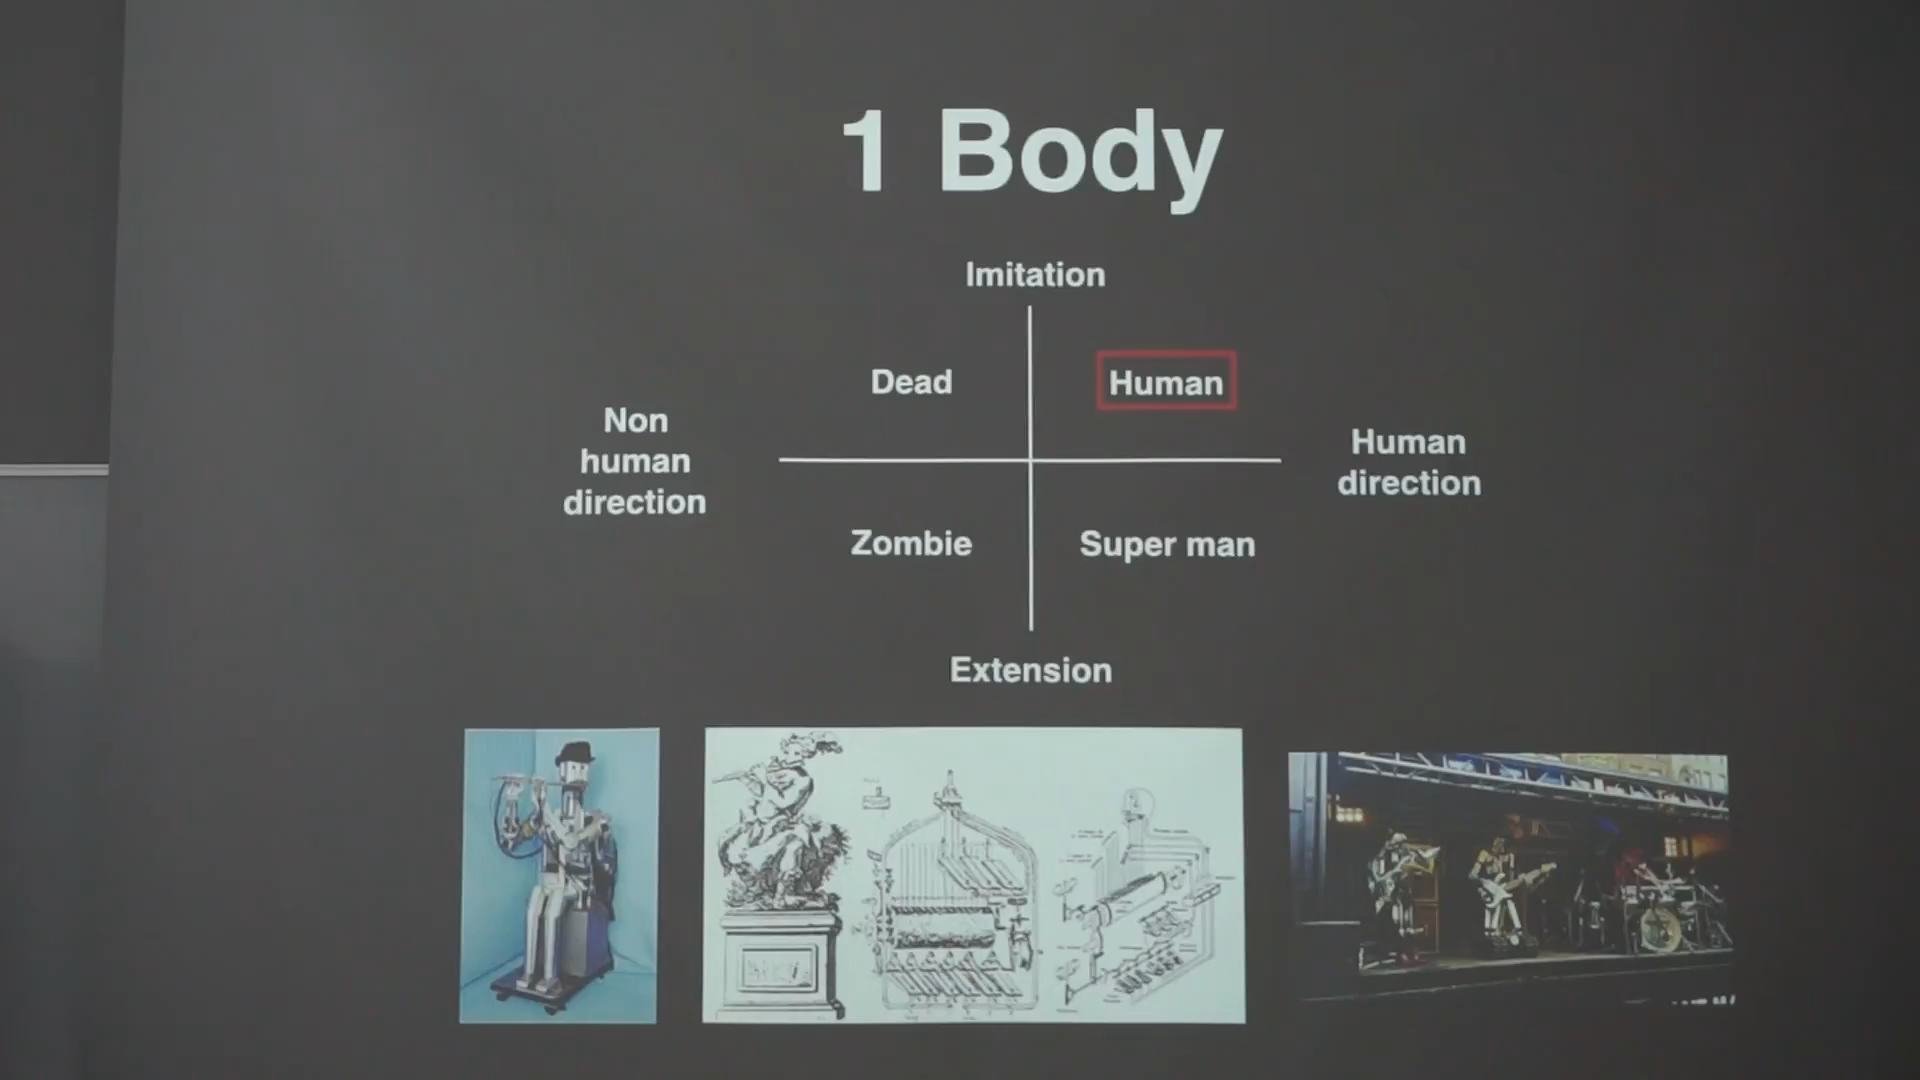 1 Body
Imitation
Dead
Human
Non
human
direction
Human
direction
Zombie
Super man
Extension